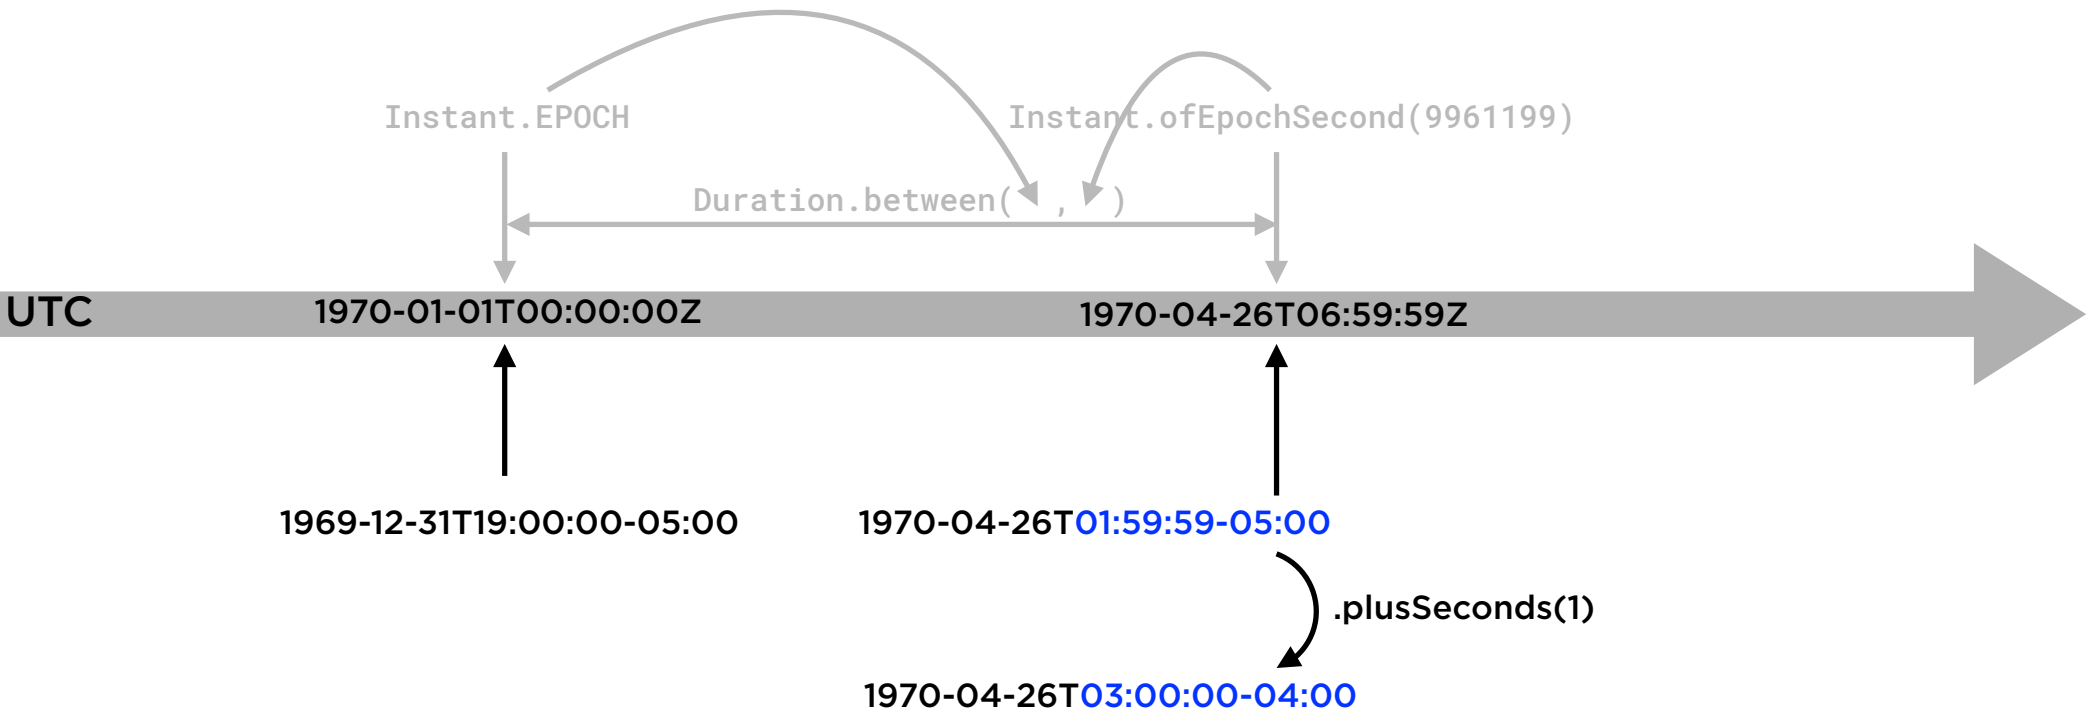 Instant.EPOCH
Instant.ofEpochSecond(9961199)
Duration.between( , )
UTC
1970-01-01T00:00:00Z
1970-04-26T06:59:59Z
1969-12-31T19:00:00-05:00
1970-04-26T01:59:59-05:00
.plusSeconds(1)
1970-04-26T03:00:00-04:00